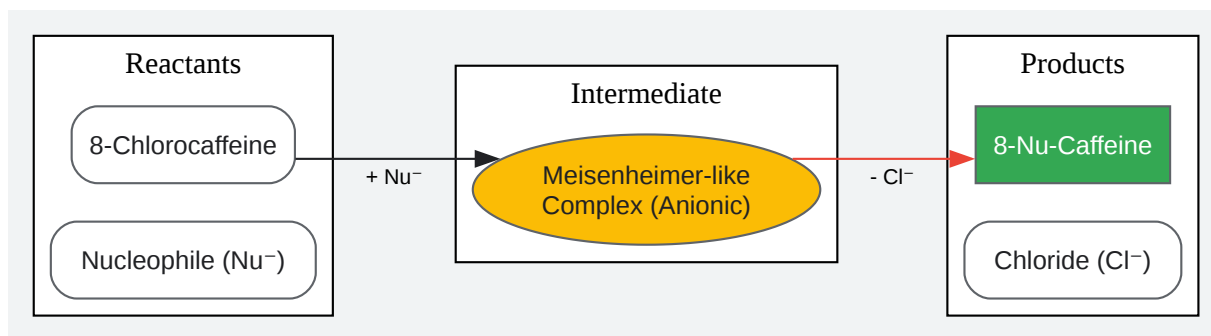 Reactants
8-Chlorocaffeine
Nucleophile (Nu⁻)
+ Nu⁻
Intermediate
Meisenheimer-like
Complex (Anionic)
- Cl⁻
Products
8-Nu-Caffeine
Chloride (Cl⁻)